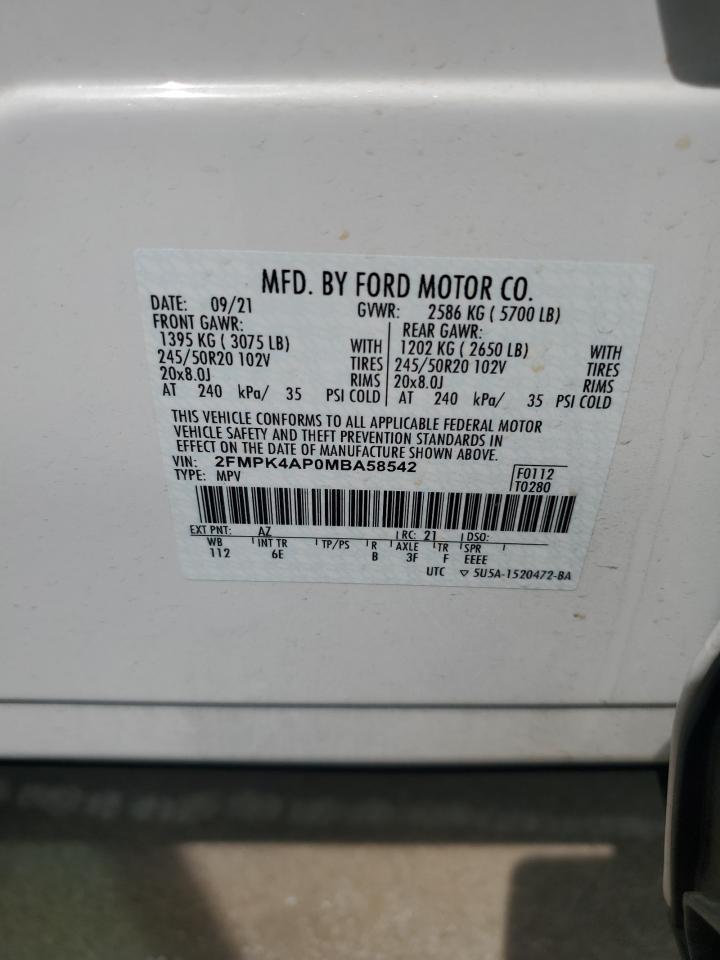 MFD. BY FORD MOTOR CO.
DATE: 09/21 GVWR: 2586 KG ( 5700 LB)
FRONT GAWR: REAR GAWR:
1395 KG ( 3075 LB) WITH 1202 KG ( 2650 LB) WITH
245/50R20 102V TIRES 245/50R20 102V TIRES
20x8.0J RIMS 20x8.0J RIMS
AT 240 kPa/ 35 PSI COLD AT 240 kPa/ 35 PSI COLD
THIS VEHICLE CONFORMS TO ALL APPLICABLE FEDERAL MOTOR
VEHICLE SAFETY AND THEFT PREVENTION STANDARDS IN
EFFECT ON THE DATE OF MANUFACTURE SHOWN ABOVE.
VIN: 2FMPK4AP0MBA58542 F0112
TYPE: MPV T0280
EXT PNT: AZ RC: 21 DSO:
WB INT TR TP/PS R AXLE TR SPR
112 6E B 3F F EEEE
UTC ▽ 5U5A-1520472-BA